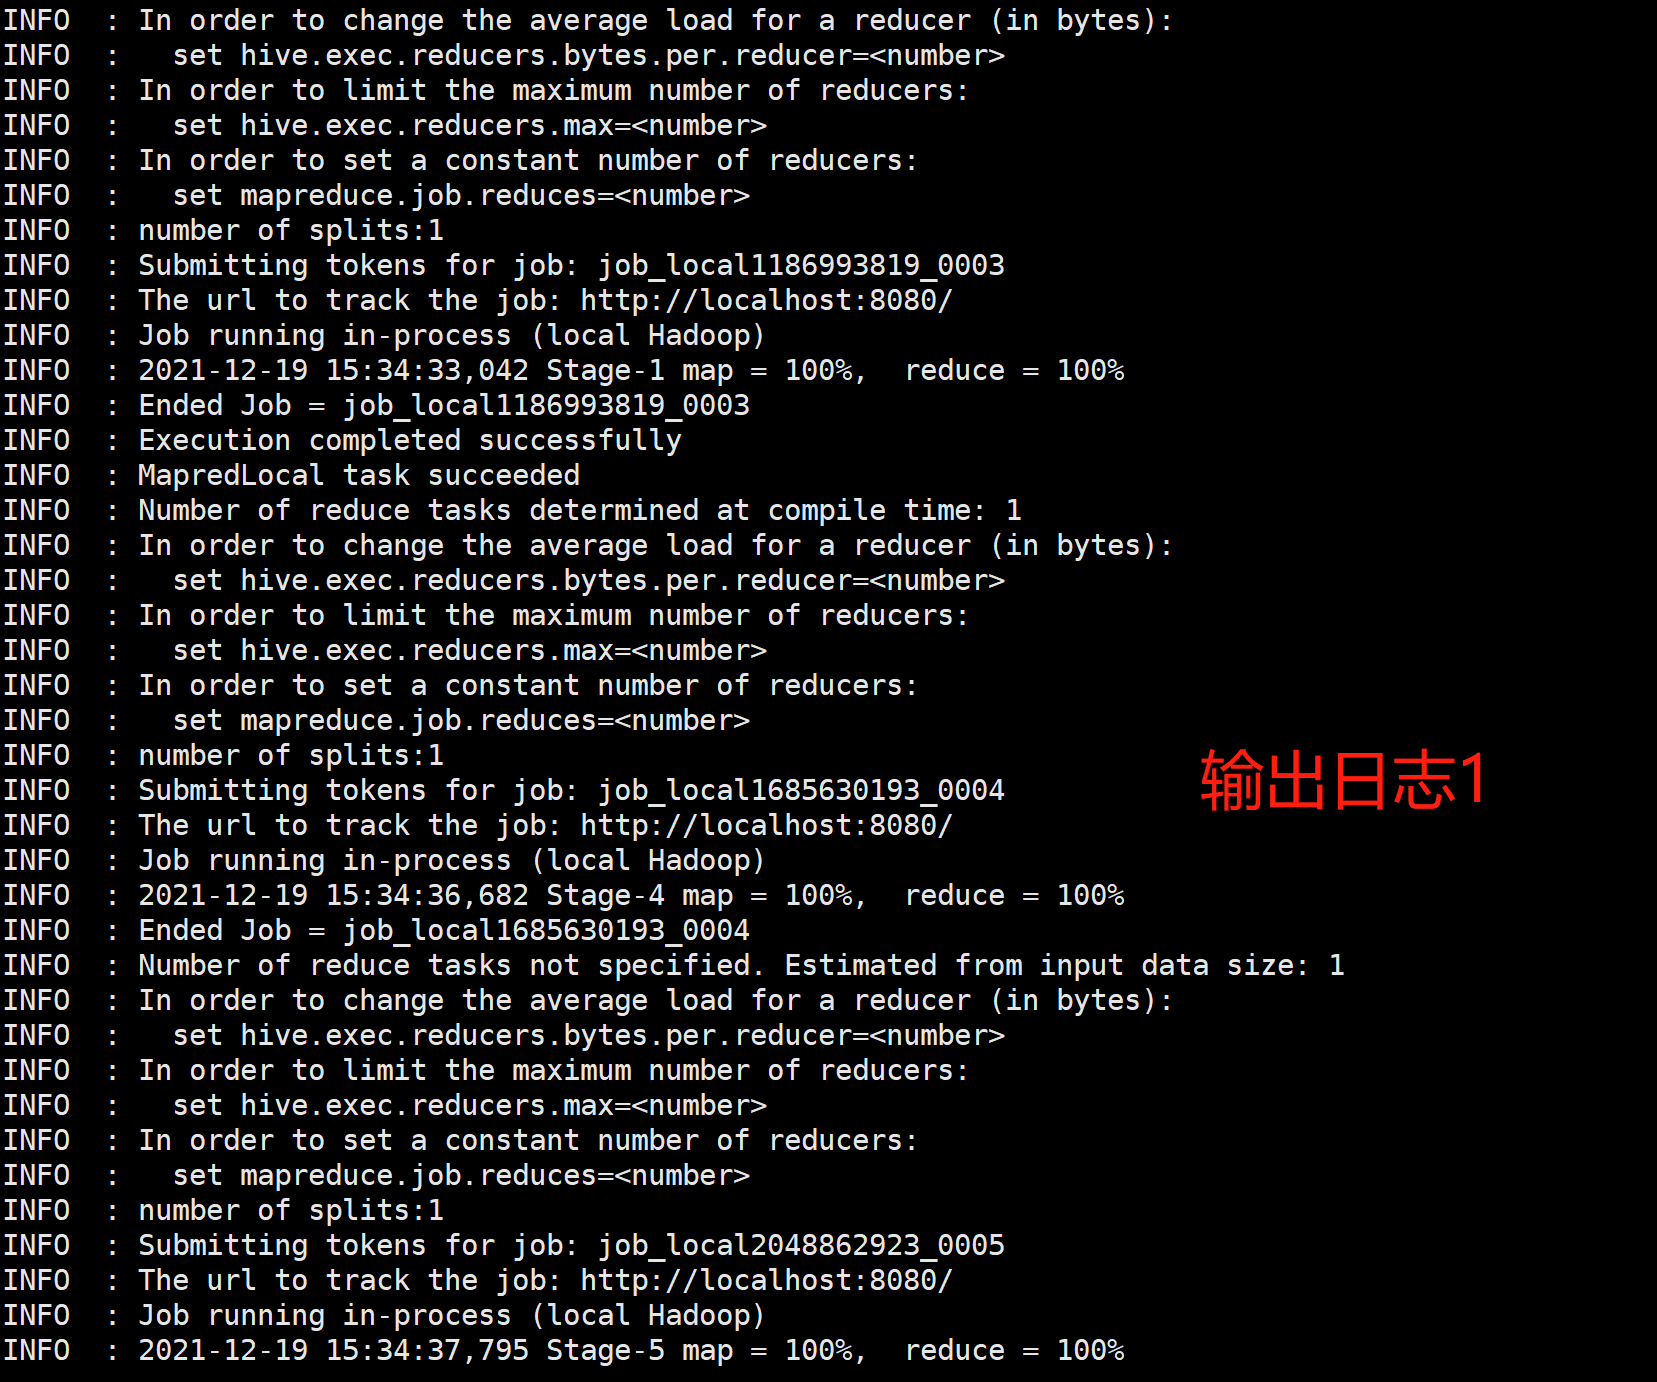 INFO  : In order to change the average load for a reducer (in bytes):
INFO  :   set hive.exec.reducers.bytes.per.reducer=<number>
INFO  : In order to limit the maximum number of reducers:
INFO  :   set hive.exec.reducers.max=<number>
INFO  : In order to set a constant number of reducers:
INFO  :   set mapreduce.job.reduces=<number>
INFO  : number of splits:1
INFO  : Submitting tokens for job: job_local1186993819_0003
INFO  : The url to track the job: http://localhost:8080/
INFO  : Job running in-process (local Hadoop)
INFO  : 2021-12-19 15:34:33,042 Stage-1 map = 100%,  reduce = 100%
INFO  : Ended Job = job_local1186993819_0003
INFO  : Execution completed successfully
INFO  : MapredLocal task succeeded
INFO  : Number of reduce tasks determined at compile time: 1
INFO  : In order to change the average load for a reducer (in bytes):
INFO  :   set hive.exec.reducers.bytes.per.reducer=<number>
INFO  : In order to limit the maximum number of reducers:
INFO  :   set hive.exec.reducers.max=<number>
INFO  : In order to set a constant number of reducers:
INFO  :   set mapreduce.job.reduces=<number>
INFO  : number of splits:1
输出日志1
INFO  : Submitting tokens for job: job_local1685630193_0004
INFO  : The url to track the job: http://localhost:8080/
INFO  : Job running in-process (local Hadoop)
INFO  : 2021-12-19 15:34:36,682 Stage-4 map = 100%,  reduce = 100%
INFO  : Ended Job = job_local1685630193_0004
INFO  : Number of reduce tasks not specified. Estimated from input data size: 1
INFO  : In order to change the average load for a reducer (in bytes):
INFO  :   set hive.exec.reducers.bytes.per.reducer=<number>
INFO  : In order to limit the maximum number of reducers:
INFO  :   set hive.exec.reducers.max=<number>
INFO  : In order to set a constant number of reducers:
INFO  :   set mapreduce.job.reduces=<number>
INFO  : number of splits:1
INFO  : Submitting tokens for job: job_local2048862923_0005
INFO  : The url to track the job: http://localhost:8080/
INFO  : Job running in-process (local Hadoop)
INFO  : 2021-12-19 15:34:37,795 Stage-5 map = 100%,  reduce = 100%